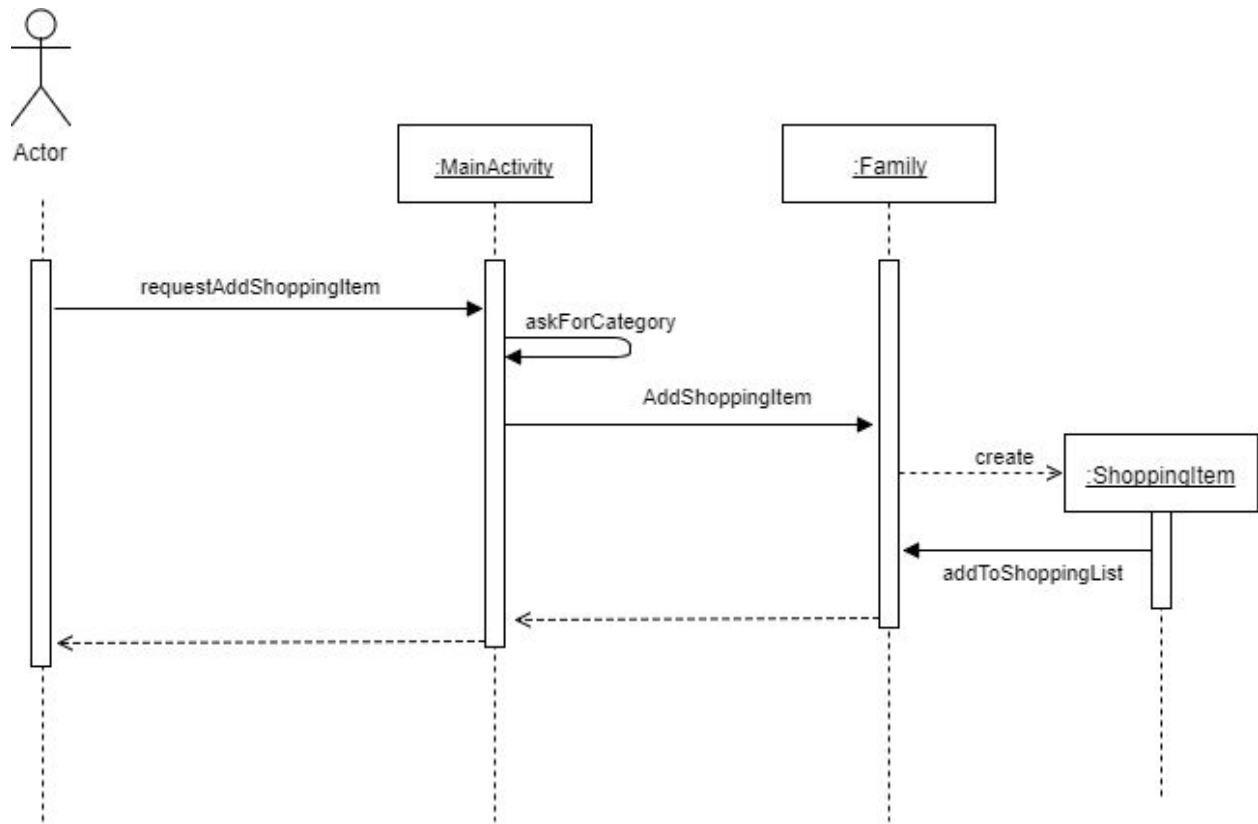 Actor
:MainActivity
:Family
requestAddShoppingItem
askForCategory
AddShoppingItem
create
:ShoppingItem
addToShoppingList